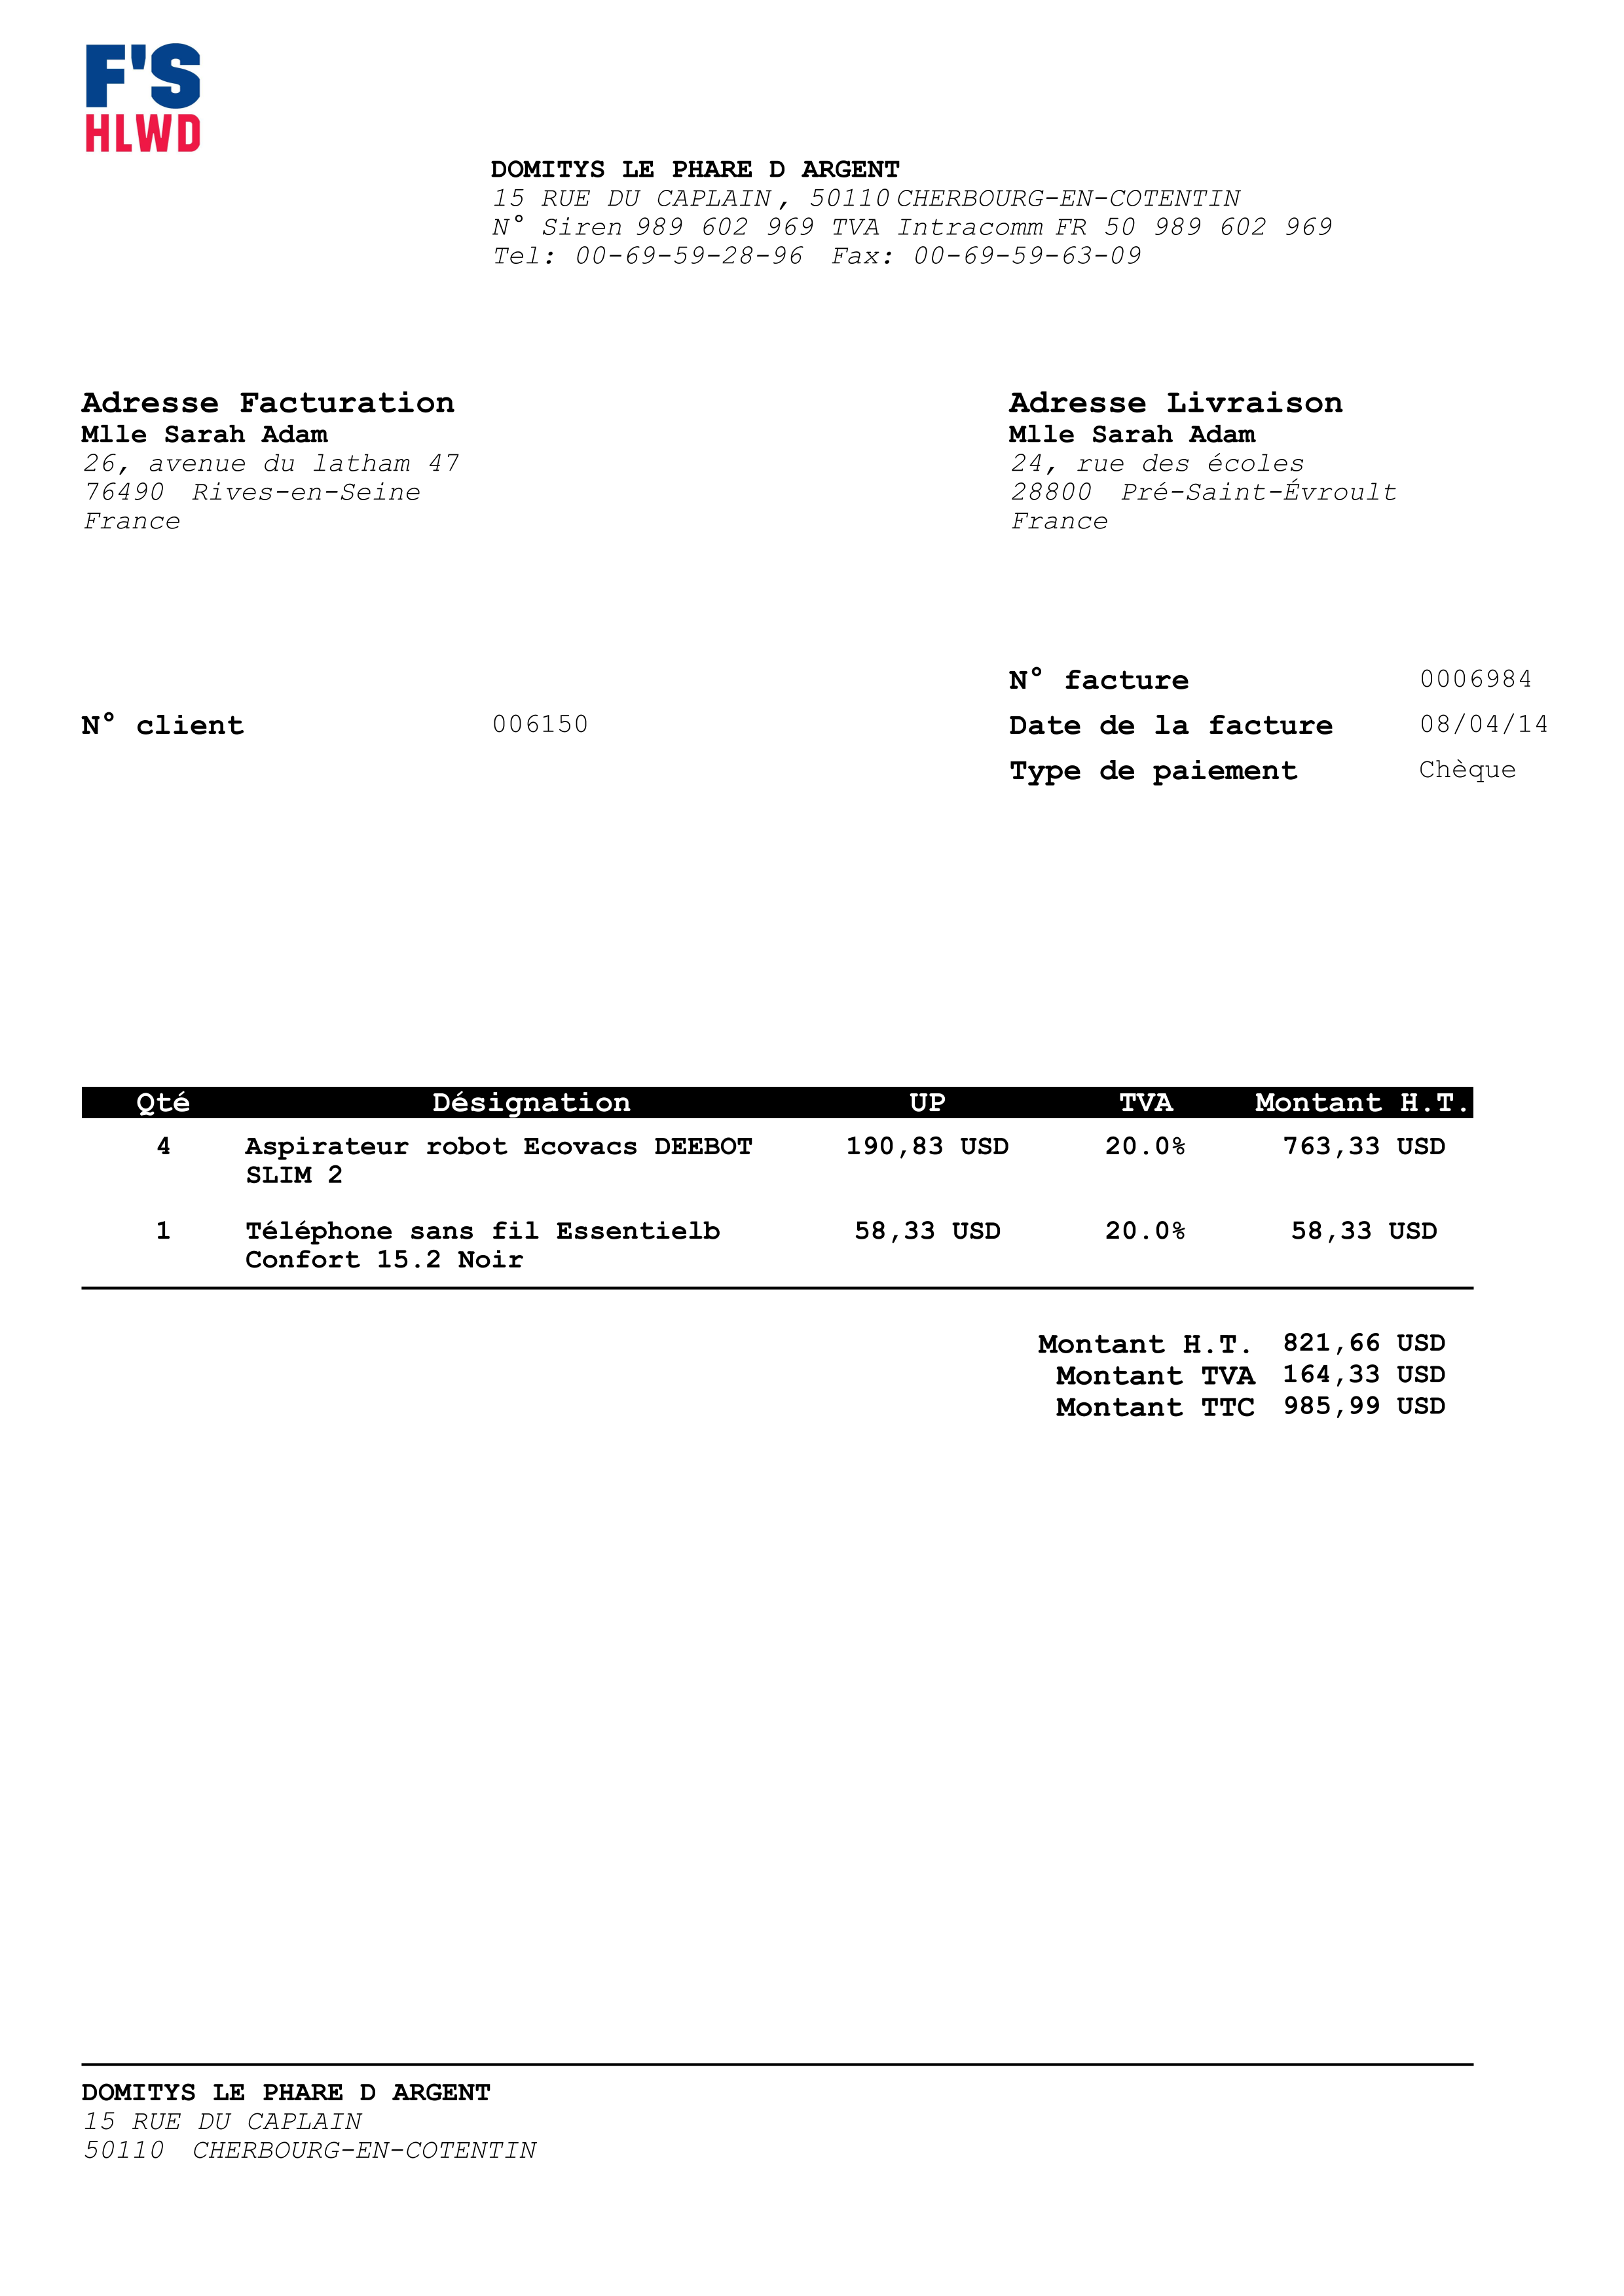 F'S
HLWD
DOMITYS LE PHARE D ARGENT
15 RUE DU CAPLAIN, 50110 CHERBOURG-EN-COTENTIN
N° Siren 989 602 969 TVA Intracomm FR 50 989 602 969
Tel: 00-69-59-28-96 Fax: 00-69-59-63-09
Adresse Facturation
Mlle Sarah Adam
26, avenue du latham 47
76490 Rives-en-Seine
France
Adresse Livraison
Mlle Sarah Adam
24, rue des écoles
28800 Pré-Saint-Évroult
France
N° client 006150
N° facture 0006984
Date de la facture 08/04/14
Type de paiement Chèque
Qté Désignation UP TVA Montant H.T.
4 Aspirateur robot Ecovacs DEEBOT 190,83 USD 20.0% 763,33 USD
SLIM 2
1 Téléphone sans fil Essentielb 58,33 USD 20.0% 58,33 USD
Confort 15.2 Noir
Montant H.T. 821,66 USD
Montant TVA 164,33 USD
Montant TTC 985,99 USD
DOMITYS LE PHARE D ARGENT
15 RUE DU CAPLAIN
50110 CHERBOURG-EN-COTENTIN